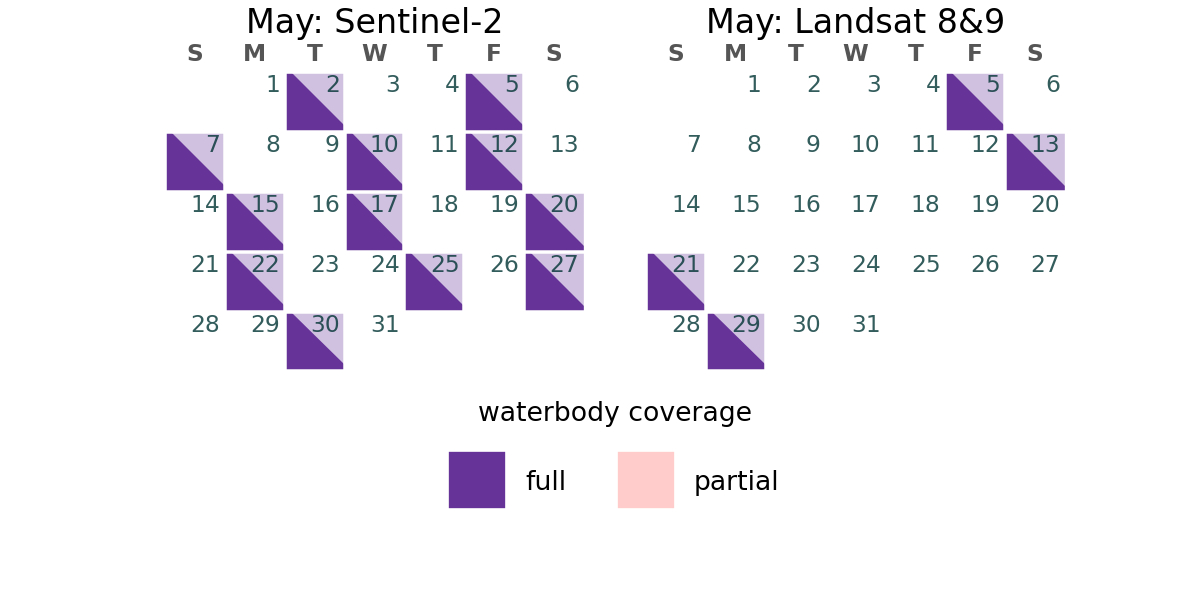 May: Sentinel-2
S M T W T F S
1 2 3 4 5 6
7 8 9 10 11 12 13
14 15 16 17 18 19 20
21 22 23 24 25 26 27
28 29 30 31
May: Landsat 8&9
S M T W T F S
1 2 3 4 5 6
7 8 9 10 11 12 13
14 15 16 17 18 19 20
21 22 23 24 25 26 27
28 29 30 31
waterbody coverage
full partial